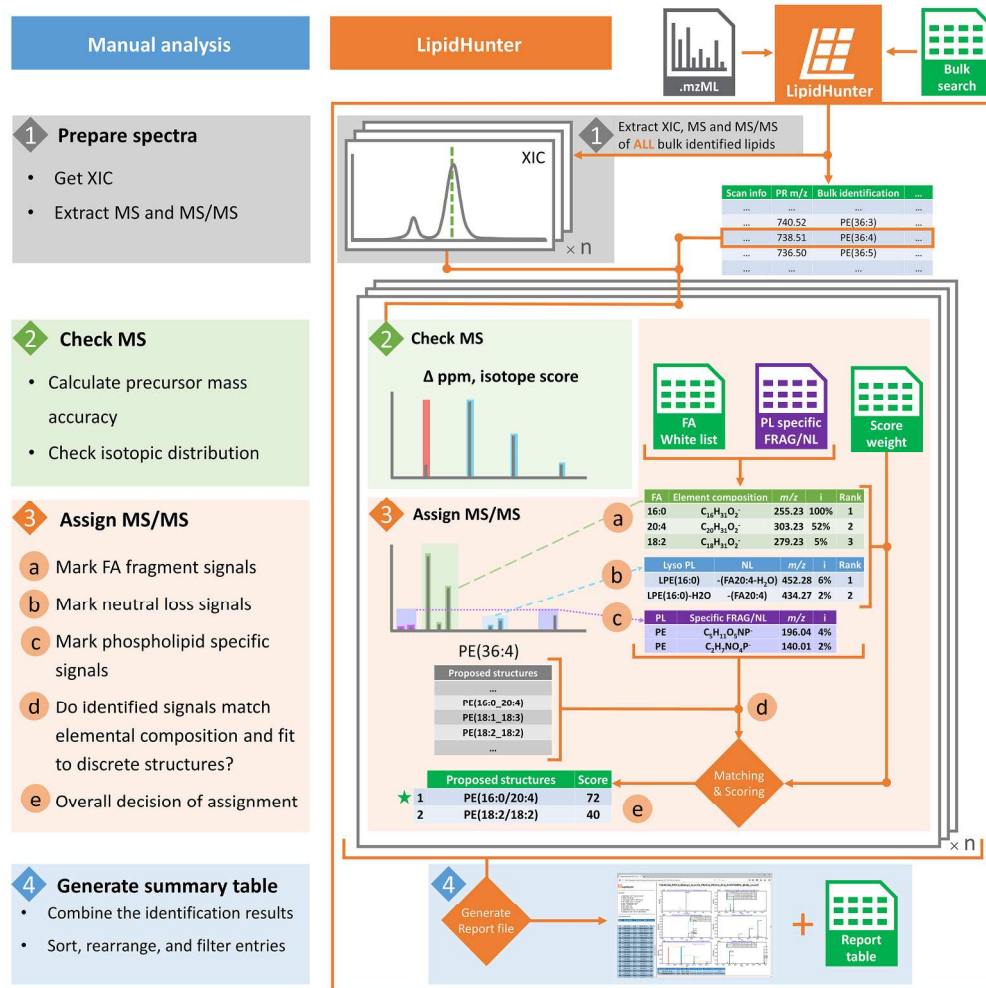 Manual analysis
LipidHunter
.mzML
LipidHunter
Bulk
search
1 Prepare spectra
• Get XIC
• Extract MS and MS/MS
XIC
× n
1 Extract XIC, MS and MS/MS
of ALL bulk identified lipids
Scan info PR m/z Bulk identification ...
... ... ... ...
... 740.52 PE(36:3) ...
... 738.51 PE(36:4) ...
... 736.50 PE(36:5) ...
... ... ... ...
2 Check MS
• Calculate precursor mass
accuracy
• Check isotopic distribution
2 Check MS
Δ ppm, isotope score
FA
White list
PL specific
FRAG/NL
Score
weight
3 Assign MS/MS
a Mark FA fragment signals
b Mark neutral loss signals
c Mark phospholipid specific
signals
d Do identified signals match
elemental composition and fit
to discrete structures?
e Overall decision of assignment
3 Assign MS/MS
a
b
c
FA Element composition m/z i Rank
16:0 C₁₆H₃₁O₂⁻ 255.23 100% 1
20:4 C₂₀H₃₁O₂⁻ 303.23 52% 2
18:2 C₁₈H₃₁O₂⁻ 279.23 5% 3
Lyso PL NL m/z i Rank
LPE(16:0) -(FA20:4-H₂O) 452.28 6% 1
LPE(16:0)-H2O -(FA20:4) 434.27 2% 2
PL Specific FRAG/NL m/z i
PE C₅H₁₁O₅NP⁻ 196.04 4%
PE C₂H₇NO₄P⁻ 140.01 2%
PE(36:4)
Proposed structures
...
PE(16:0_20:4)
PE(18:1_18:3)
PE(18:2_18:2)
...
d
Matching
& Scoring
e
Proposed structures Score
1 PE(16:0/20:4) 72
2 PE(18:2/18:2) 40
× n
4 Generate summary table
• Combine the identification results
• Sort, rearrange, and filter entries
4
Generate
Report file
+
Report
table